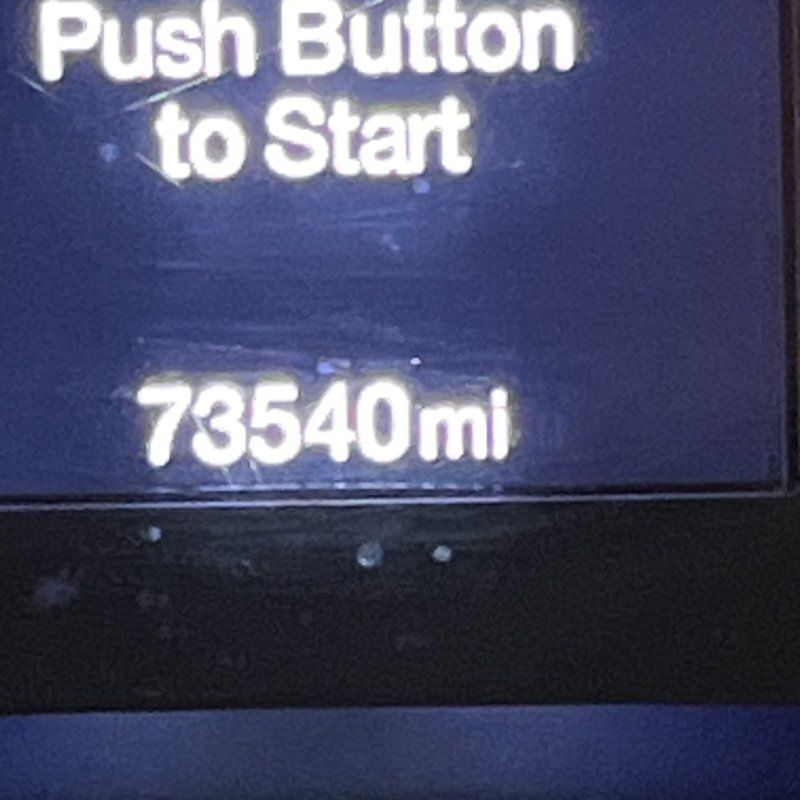 Push Button
to Start
73540mi